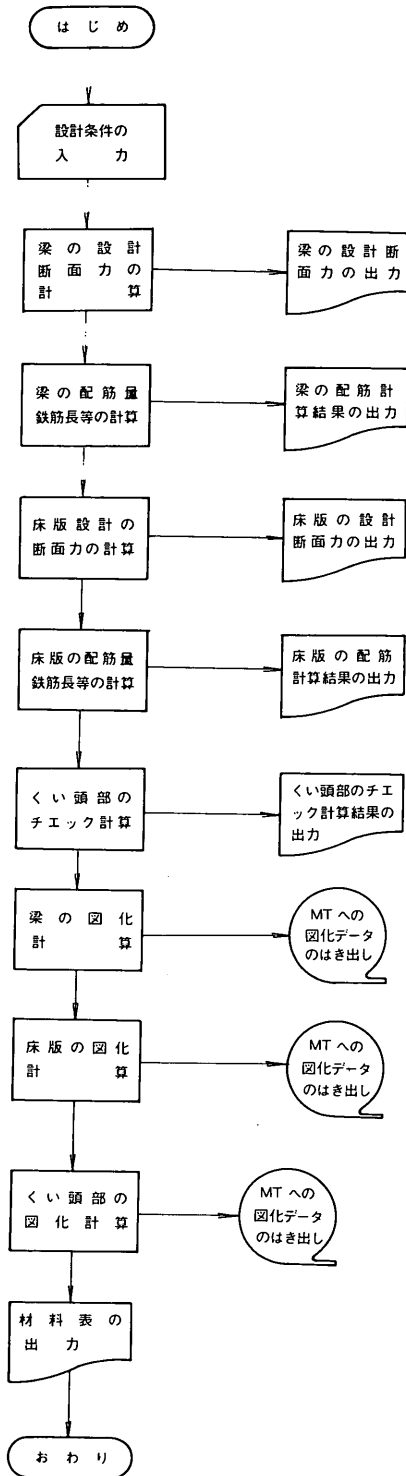 はじめ
設計条件の
入力
梁の設計
断面力の
計算
梁の設計断
面力の出力
梁の配筋量
鉄筋長等の計算
梁の配筋計
算結果の出力
床版設計の
断面力の計算
床版の設計
断面力の出力
床版の配筋量
鉄筋長等の計算
床版の配筋
計算結果の出力
くい頭部の
チエック計算
くい頭部のチエ
ック計算結果の
出力
梁の図化
計算
MTへの
図化データ
のはき出し
床版の図化
計算
MTへの
図化データ
のはき出し
くい頭部の
図化計算
MTへの
図化データ
のはき出し
材料表の
出力
おわり